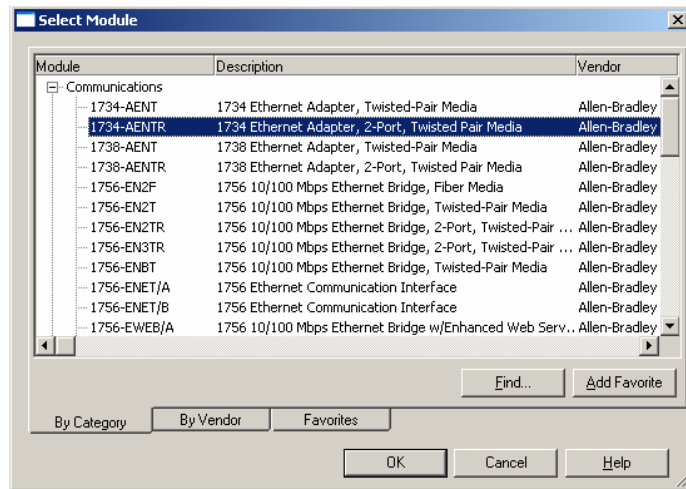 Select Module
Module Description Vendor
Communications
1734-AENT 1734 Ethernet Adapter, Twisted-Pair Media Allen-Bradley
1734-AENTR 1734 Ethernet Adapter, 2-Port, Twisted Pair Media Allen-Bradley
1738-AENT 1738 Ethernet Adapter, Twisted-Pair Media Allen-Bradley
1738-AENTR 1738 Ethernet Adapter, 2-Port, Twisted Pair Media Allen-Bradley
1756-EN2F 1756 10/100 Mbps Ethernet Bridge, Fiber Media Allen-Bradley
1756-EN2T 1756 10/100 Mbps Ethernet Bridge, Twisted-Pair Media Allen-Bradley
1756-EN2TR 1756 10/100 Mbps Ethernet Bridge, 2-Port, Twisted-Pair ... Allen-Bradley
1756-EN3TR 1756 10/100 Mbps Ethernet Bridge, 2-Port, Twisted-Pair ... Allen-Bradley
1756-ENBT 1756 10/100 Mbps Ethernet Bridge, Twisted-Pair Media Allen-Bradley
1756-ENET/A 1756 Ethernet Communication Interface Allen-Bradley
1756-ENET/B 1756 Ethernet Communication Interface Allen-Bradley
1756-EWEB/A 1756 10/100 Mbps Ethernet Bridge w/Enhanced Web Serv.. Allen-Bradley
Find... Add Favorite
By Category By Vendor Favorites
OK Cancel Help